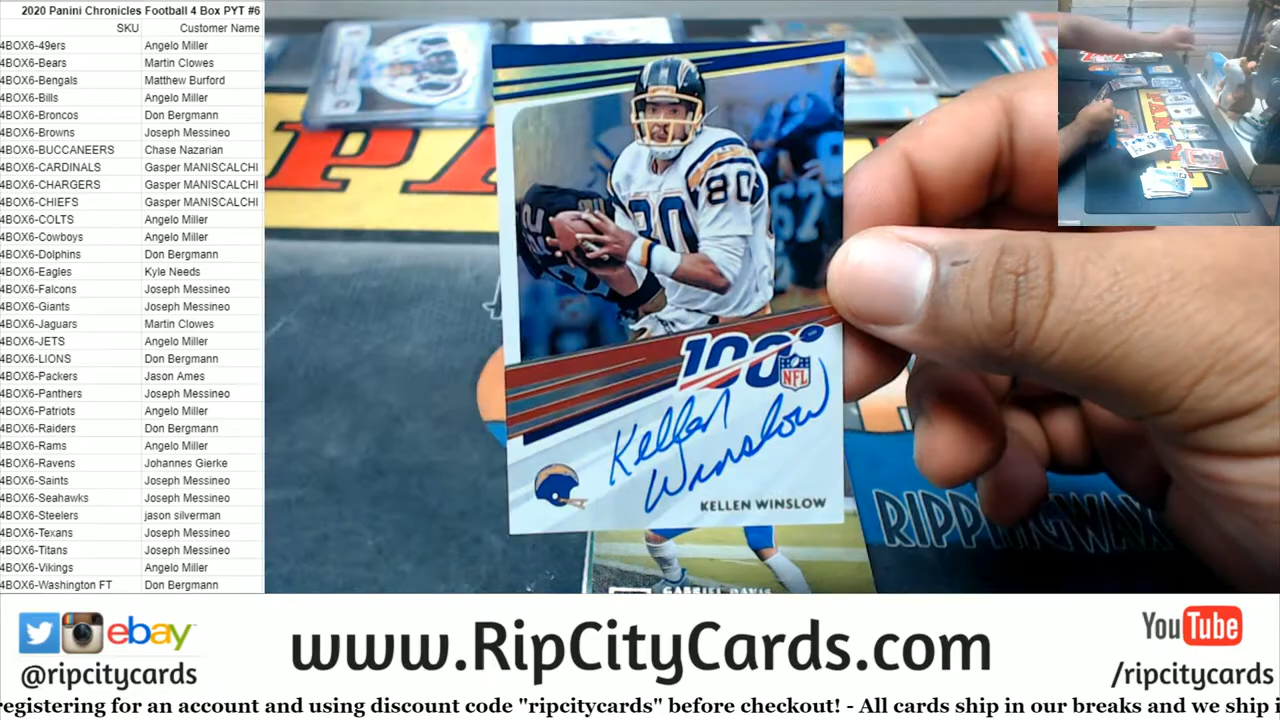 2020 Panini Chronicles Football 4 Box PYT #6
SKU Customer Name
4BOX6-49ers Angelo Miller
4BOX6-Bears Martin Clowes
4BOX6-Bengals Matthew Burford
4BOX6-Bills Angelo Miller
4BOX6-Broncos Don Bergmann
4BOX6-Browns Joseph Messineo
4BOX6-BUCCANEERS Chase Nazarian
4BOX6-CARDINALS Gasper MANISCALCHI
4BOX6-CHARGERS Gasper MANISCALCHI
4BOX6-CHIEFS Gasper MANISCALCHI
4BOX6-COLTS Angelo Miller
4BOX6-Cowboys Angelo Miller
4BOX6-Dolphins Don Bergmann
4BOX6-Eagles Kyle Needs
4BOX6-Falcons Joseph Messineo
4BOX6-Giants Joseph Messineo
4BOX6-Jaguars Martin Clowes
4BOX6-JETS Angelo Miller
4BOX6-LIONS Don Bergmann
4BOX6-Packers Jason Ames
4BOX6-Panthers Joseph Messineo
4BOX6-Patriots Angelo Miller
4BOX6-Raiders Don Bergmann
4BOX6-Rams Angelo Miller
4BOX6-Ravens Johannes Gierke
4BOX6-Saints Joseph Messineo
4BOX6-Seahawks Joseph Messineo
4BOX6-Steelers jason silverman
4BOX6-Texans Joseph Messineo
4BOX6-Titans Joseph Messineo
4BOX6-Vikings Angelo Miller
4BOX6-Washington FT Don Bergmann
PA
80
80
67
100
NFL
Kellen
Winslow
KELLEN WINSLOW
RIPPINGWAX
GABRIEL DAVIS
ebay
@ripcitycards
www.RipCityCards.com
YouTube
/ripcitycards
registering for an account and using discount code "ripcitycards" before checkout! - All cards ship in our breaks and we ship